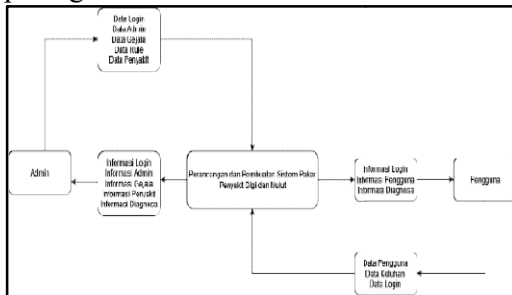 Data Login
Data Admin
Data Gejala
Data Rule
Data Penyakit
Admin
Informasi Login
Informasi Admin
Informasi Gejala
Informasi Penyakit
Informasi Diagnosa
Perancangan dan Pembuatan Sistem Pakar
Penyakit Gigi dan Mulut
Informasi Login
Informasi Pengguna
Informasi Diagnosa
Pengguna
Data Pengguna
Data Keluhan
Data Login